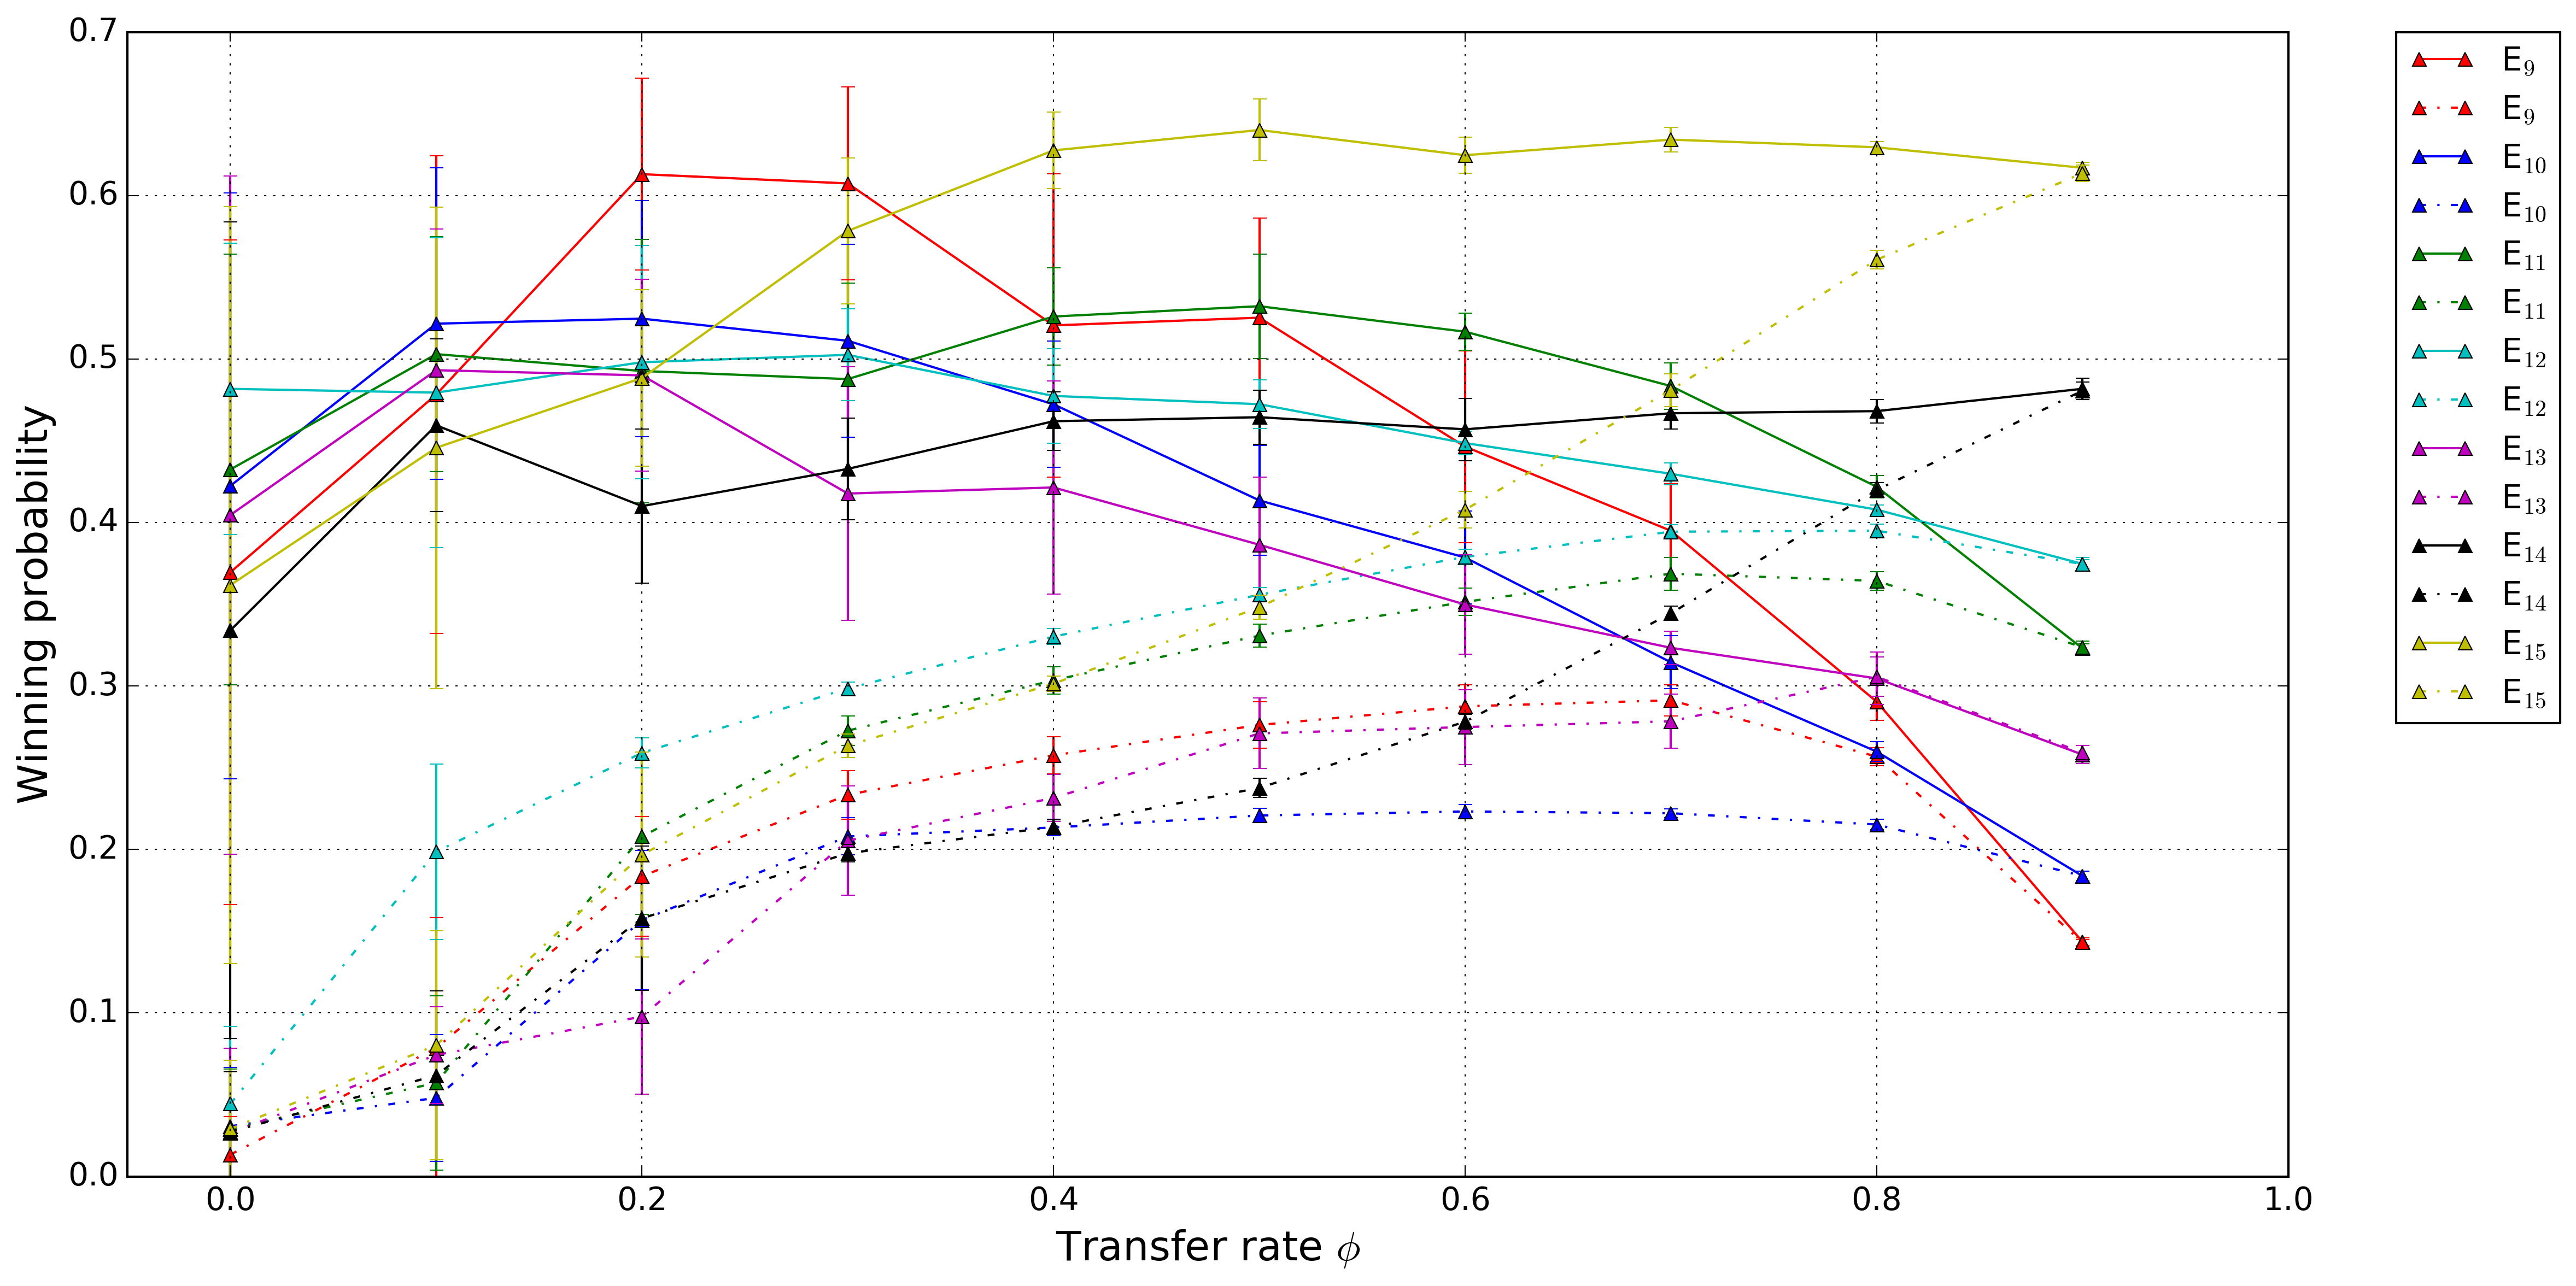 0.7
0.6
0.5
0.4
0.3
0.2
0.1
0.0
Winning probability
0.0 0.2 0.4 0.6 0.8 1.0
Transfer rate ϕ
E₉
E₉
E₁₀
E₁₀
E₁₁
E₁₁
E₁₂
E₁₂
E₁₃
E₁₃
E₁₄
E₁₄
E₁₅
E₁₅